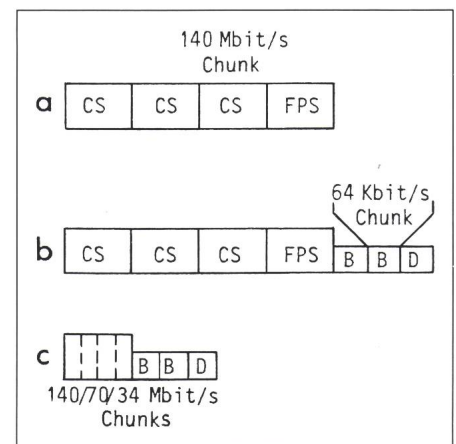 140 Mbit/s
Chunk
a CS CS CS FPS
64 Kbit/s
Chunk
b CS CS CS FPS B B D
c B B D
140/70/34 Mbit/s
Chunks